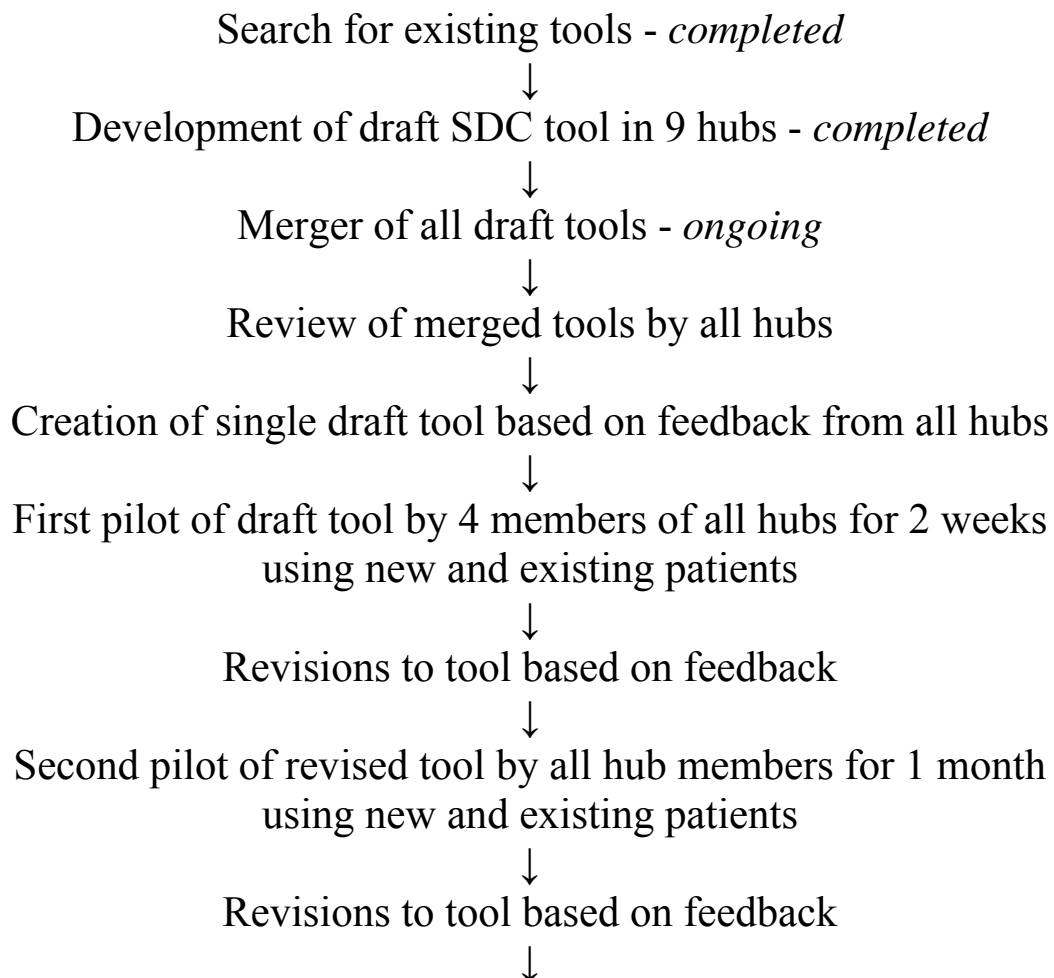 Search for existing tools - completed
↓
Development of draft SDC tool in 9 hubs - completed
↓
Merger of all draft tools - ongoing
↓
Review of merged tools by all hubs
↓
Creation of single draft tool based on feedback from all hubs
↓
First pilot of draft tool by 4 members of all hubs for 2 weeks
using new and existing patients
↓
Revisions to tool based on feedback
↓
Second pilot of revised tool by all hub members for 1 month
using new and existing patients
↓
Revisions to tool based on feedback
↓